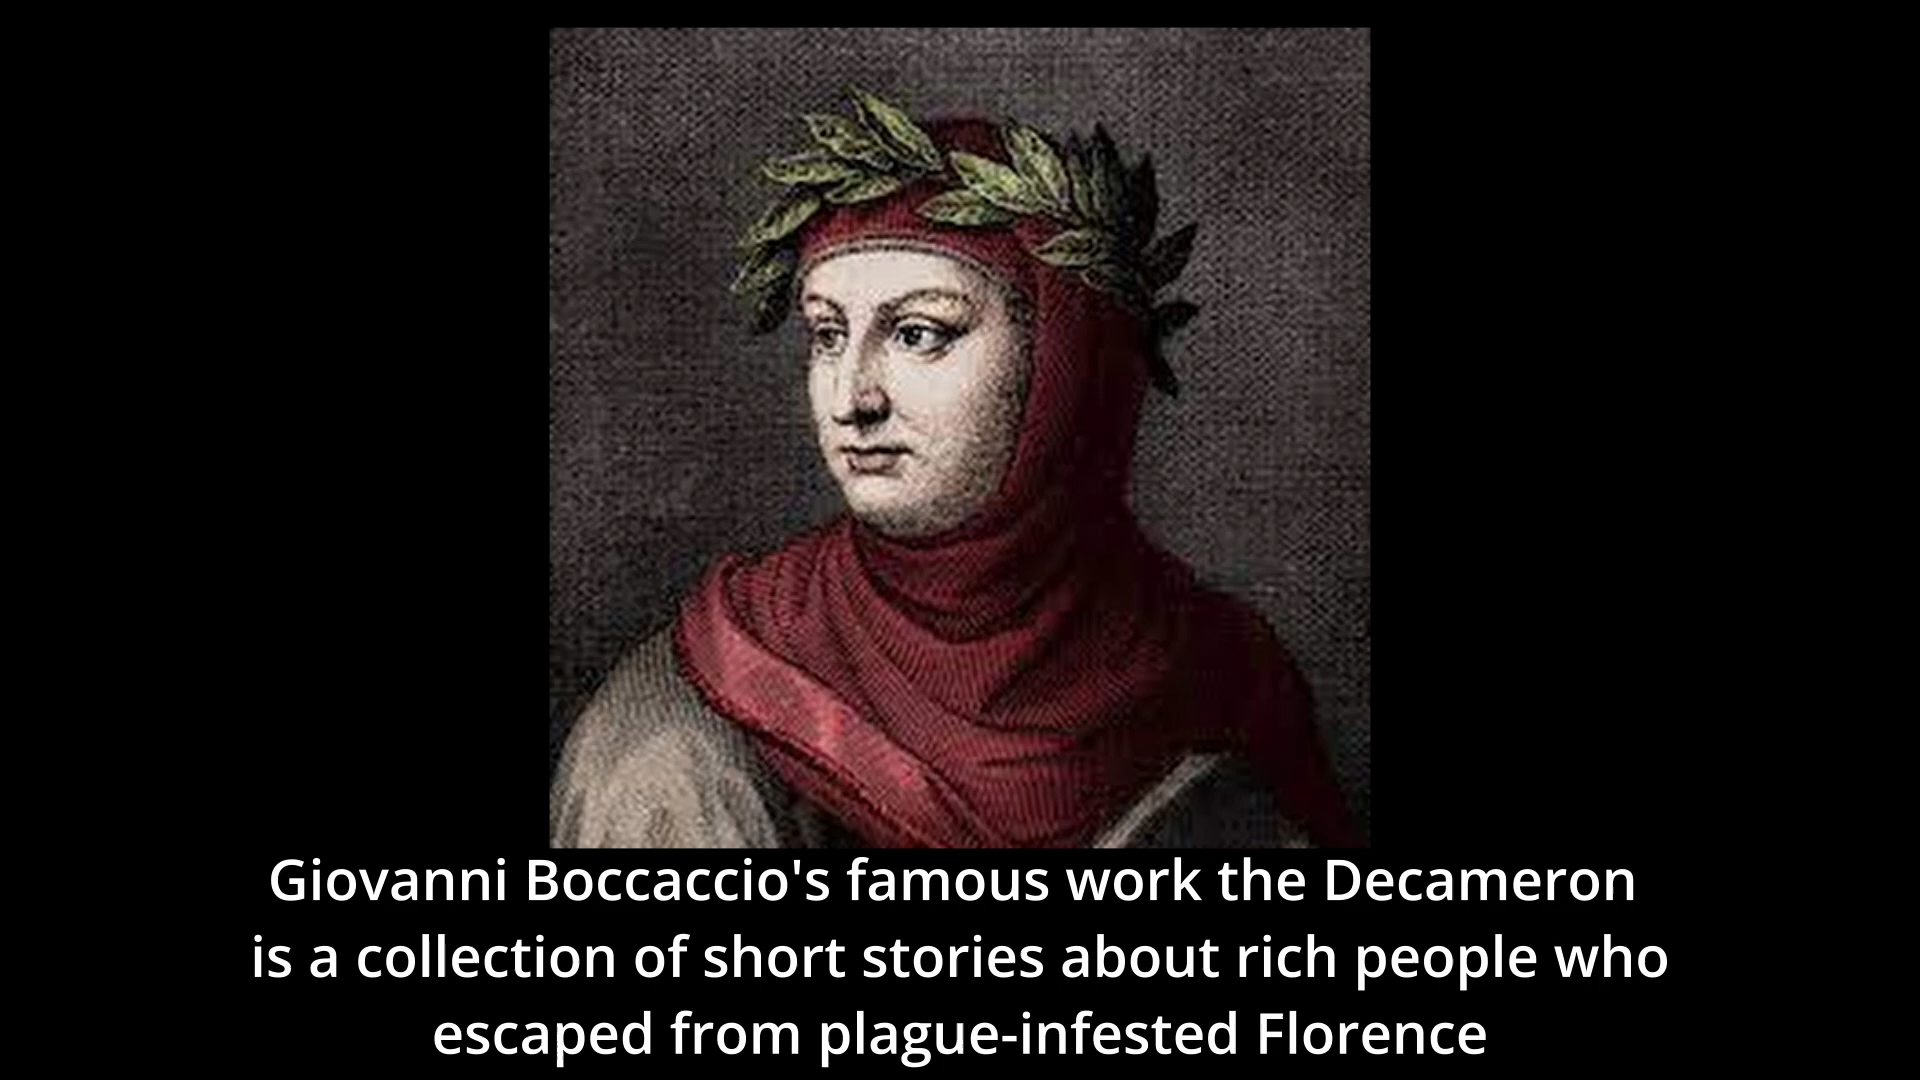 Giovanni Boccaccio's famous work the Decameron
is a collection of short stories about rich people who
escaped from plague-infested Florence